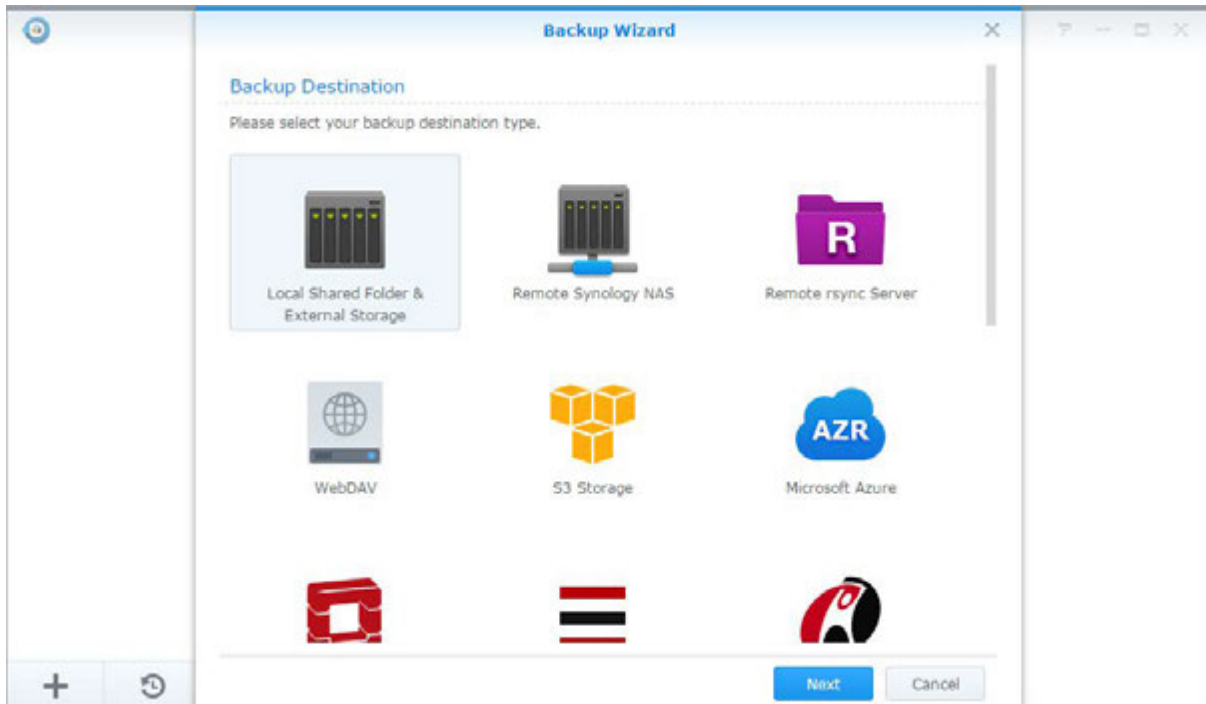 Backup Wizard
Backup Destination
Please select your backup destination type.
Local Shared Folder &
External Storage
Remote Synology NAS
R
Remote rsync Server
WebDAV
S3 Storage
AZR
Microsoft Azure
Next
Cancel